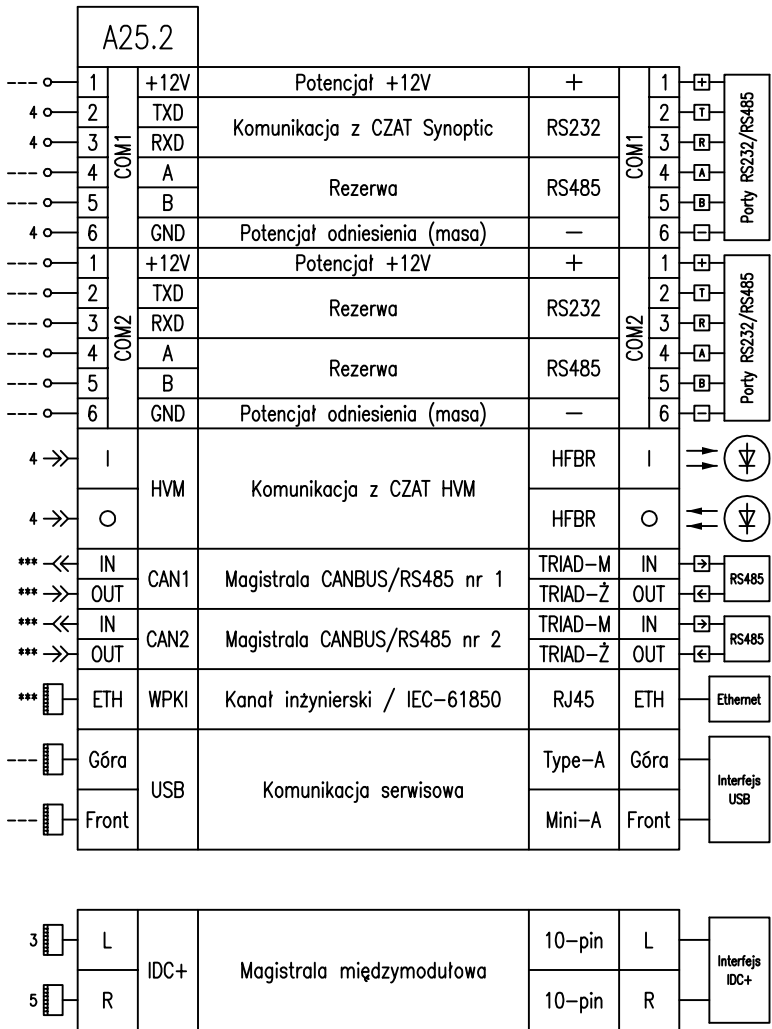 A25.2
--- 1 +12V Potencjał +12V + 1 +
4 2 TXD Komunikacja z CZAT Synoptic RS232 2 T
4 3 RXD 3 R
COM1 COM1 Porty RS232/RS485
--- 4 A Rezerwa RS485 4 A
--- 5 B 5 B
4 6 GND Potencjał odniesienia (masa) – 6 –
--- 1 +12V Potencjał +12V + 1 +
--- 2 TXD Rezerwa RS232 2 T
--- 3 RXD 3 R
COM2 COM2 Porty RS232/RS485
--- 4 A Rezerwa RS485 4 A
--- 5 B 5 B
--- 6 GND Potencjał odniesienia (masa) – 6 –
4 I HFBR I
HVM Komunikacja z CZAT HVM
4 O HFBR O
*** IN TRIAD-M IN
CAN1 Magistrala CANBUS/RS485 nr 1 RS485
*** OUT TRIAD-Ż OUT
*** IN TRIAD-M IN
CAN2 Magistrala CANBUS/RS485 nr 2 RS485
*** OUT TRIAD-Ż OUT
*** ETH WPKI Kanał inżynierski / IEC-61850 RJ45 ETH Ethernet
--- Góra Type-A Góra
USB Komunikacja serwisowa Interfejs USB
--- Front Mini-A Front
3 L 10-pin L
IDC+ Magistrala międzymodułowa Interfejs IDC+
5 R 10-pin R